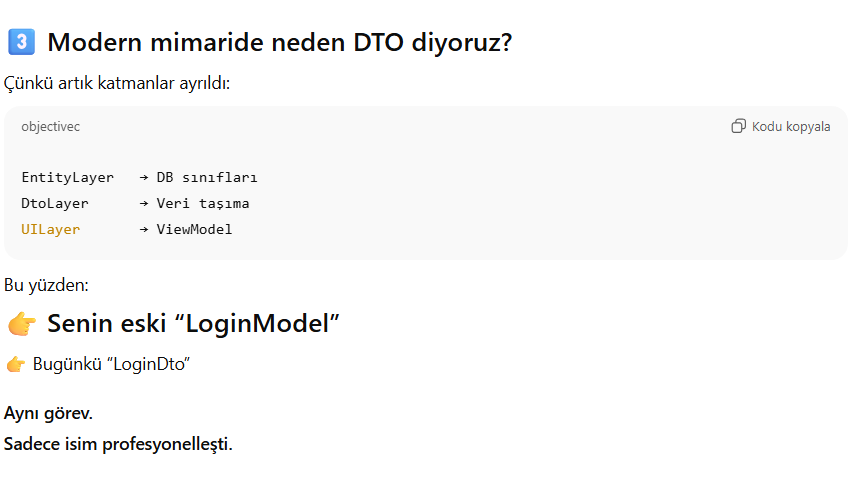 3 Modern mimaride neden DTO diyoruz?
Çünkü artık katmanlar ayrıldı:
objectivec Kodu kopyala
EntityLayer → DB sınıfları
DtoLayer → Veri taşıma
UILayer → ViewModel
Bu yüzden:
👉 Senin eski “LoginModel”
👉 Bugünkü “LoginDto”
Aynı görev.
Sadece isim profesyonelleşti.